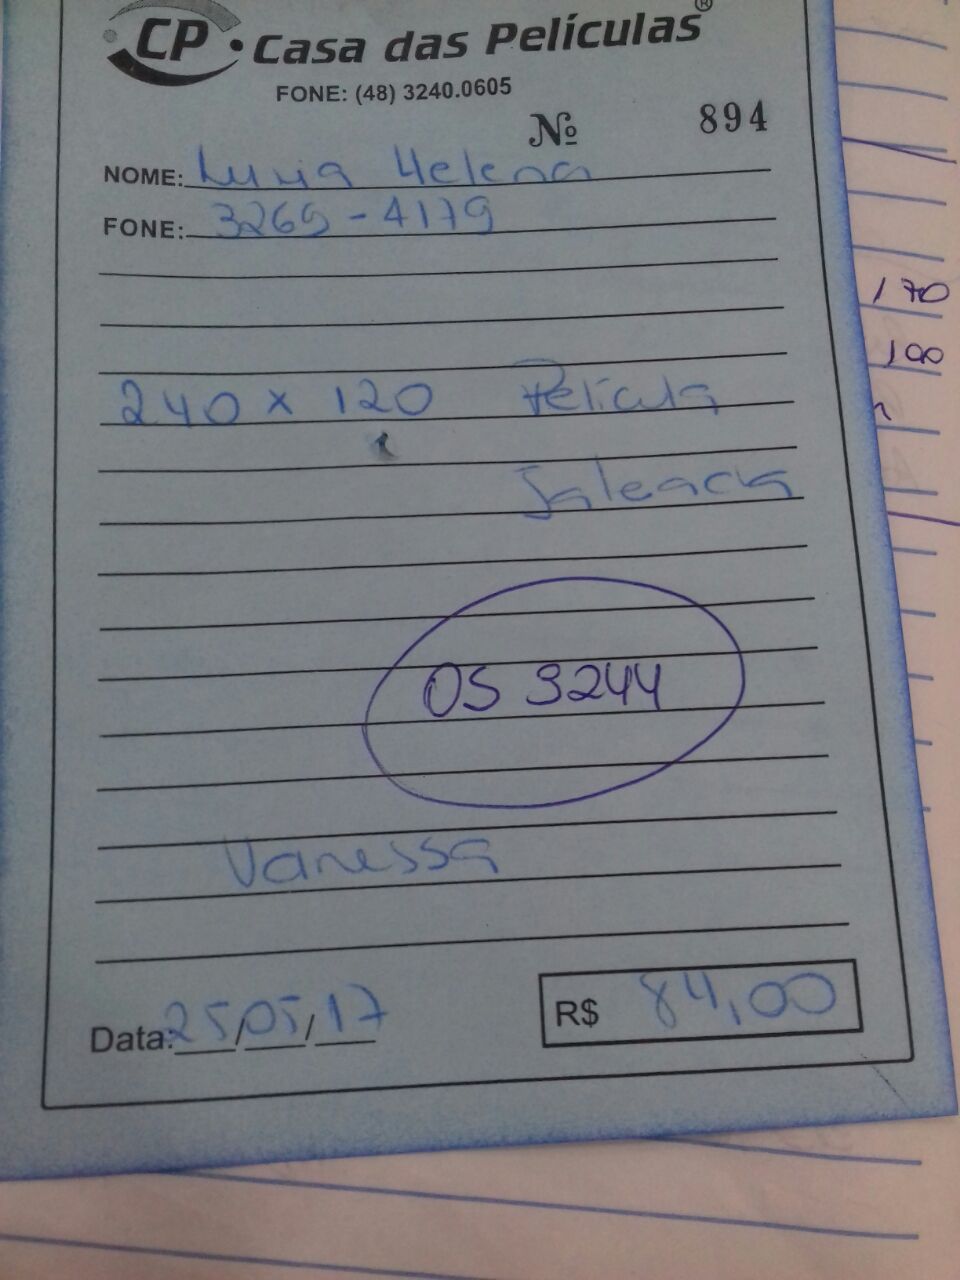 CP . Casa das Películas®
FONE: (48) 3240.0605
Nº 894
NOME: Luzia Helena
FONE: 3269-4179
240 x 120 Película
Jateada
OS 3244
Vanessa
Data: 25/05/17
R$ 84,00
170
100